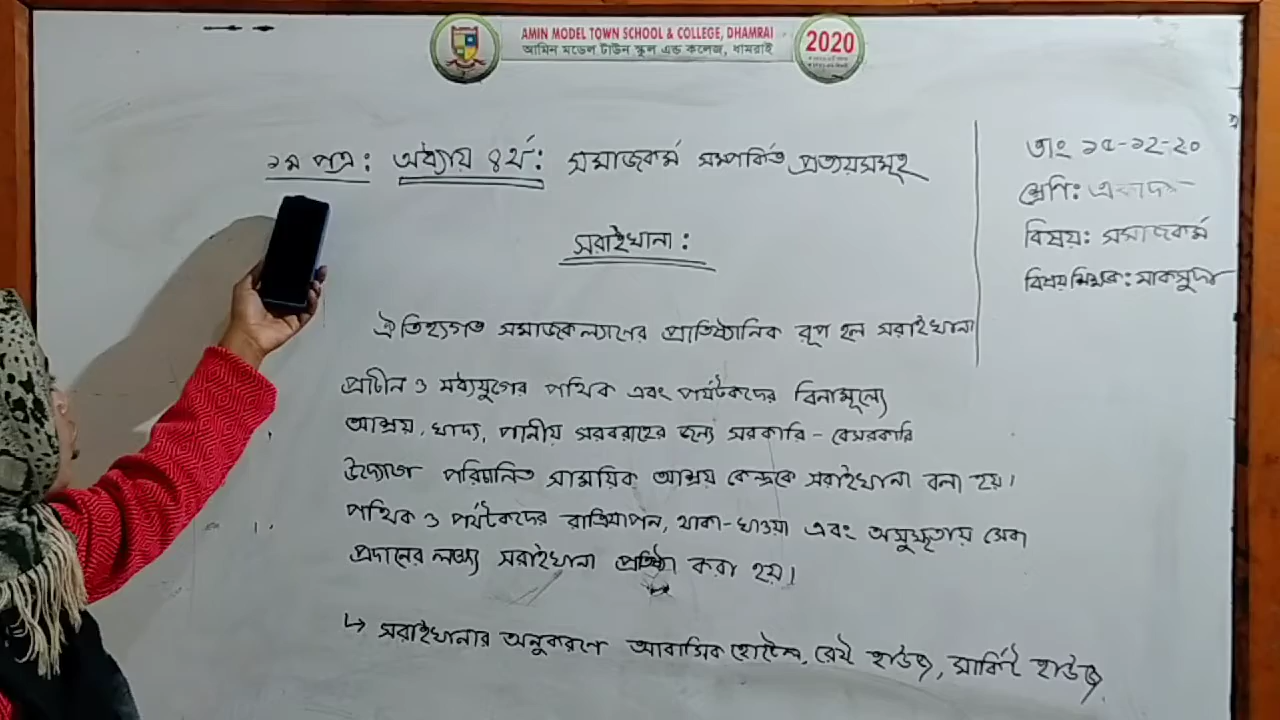 AMIN MODEL TOWN SCHOOL & COLLEGE, DHAMRAI
আমিন মডেল টাউন স্কুল এন্ড কলেজ, ধামরাই
2020
১ম পত্র: অধ্যায় ৪র্থ: সমাজকর্ম সম্পর্কিত প্রত্যয়সমূহ
তাং ১৫-১২-২০
শ্রেণি: একাদশ
বিষয়: সমাজকর্ম
বিষয় শিক্ষক: মাকসুদা
সরাইখানা:
ঐতিহ্যগত সমাজকল্যাণের প্রাতিষ্ঠানিক রূপ হল সরাইখানা
প্রাচীন ও মধ্যযুগের পথিক এবং পর্যটকদের বিনামূল্যে
আশ্রয়, খাদ্য, পানীয় সরবরাহের জন্য সরকারি - বেসরকারি
উদ্যোগে পরিচালিত সাময়িক আশ্রয় কেন্দ্রকে সরাইখানা বলা হয়।
পথিক ও পর্যটকদের রাত্রিযাপন, থাকা-খাওয়া এবং অসুস্থতায় সেবা
প্রদানের লক্ষ্যে সরাইখানা প্রতিষ্ঠা করা হয়।
↳ সরাইখানার অনুকরণে আবাসিক হোটেল, রেস্ট হাউজ, সার্কিট হাউজ